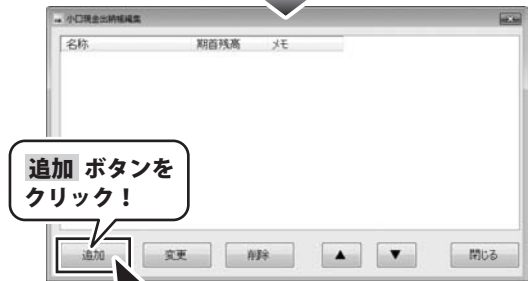 小口現金出納帳編集
名称 期首残高 メモ
追加 ボタンを
クリック！
追加 変更 削除 ▲ ▼ 閉じる